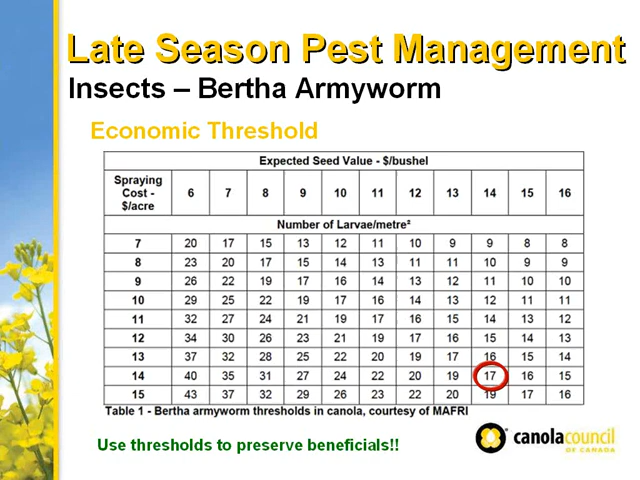 Late Season Pest Management
Insects – Bertha Armyworm
Economic Threshold
Expected Seed Value - $/bushel
Spraying Cost - $/acre 6 7 8 9 10 11 12 13 14 15 16
Number of Larvae/metre²
7 20 17 15 13 12 11 10 9 9 8 8
8 23 20 17 15 14 13 11 11 10 9 9
9 26 22 19 17 16 14 13 12 11 10 10
10 29 25 22 19 17 16 14 13 12 11 11
11 32 27 24 21 19 17 16 15 14 13 12
12 34 30 26 23 21 19 17 16 15 14 13
13 37 32 28 25 22 20 19 17 16 15 14
14 40 35 31 27 24 22 20 19 17 16 15
15 43 37 32 29 26 23 22 20 19 17 16
Table 1 - Bertha armyworm thresholds in canola, courtesy of MAFRI
Use thresholds to preserve beneficials!!
canolacouncil
OF CANADA